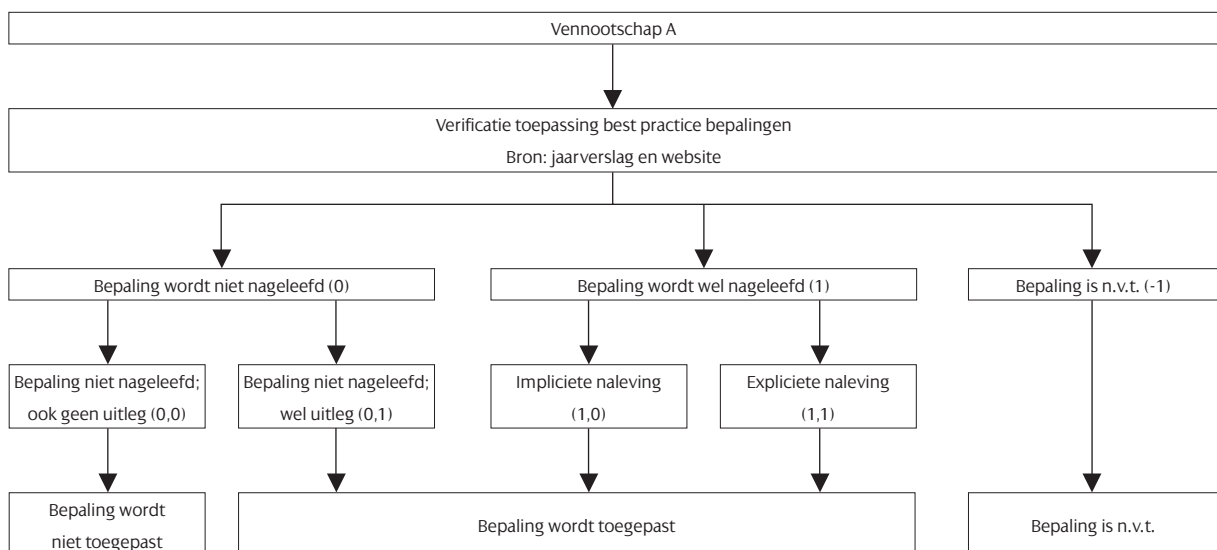 Vennootschap A
Verificatie toepassing best practice bepalingen
Bron: jaarverslag en website
Bepaling wordt niet nageleefd (0)
Bepaling wordt wel nageleefd (1)
Bepaling is n.v.t. (-1)
Bepaling niet nageleefd;
ook geen uitleg (0,0)
Bepaling niet nageleefd;
wel uitleg (0,1)
Impliciete naleving
(1,0)
Expliciete naleving
(1,1)
Bepaling wordt
niet toegepast
Bepaling wordt toegepast
Bepaling is n.v.t.